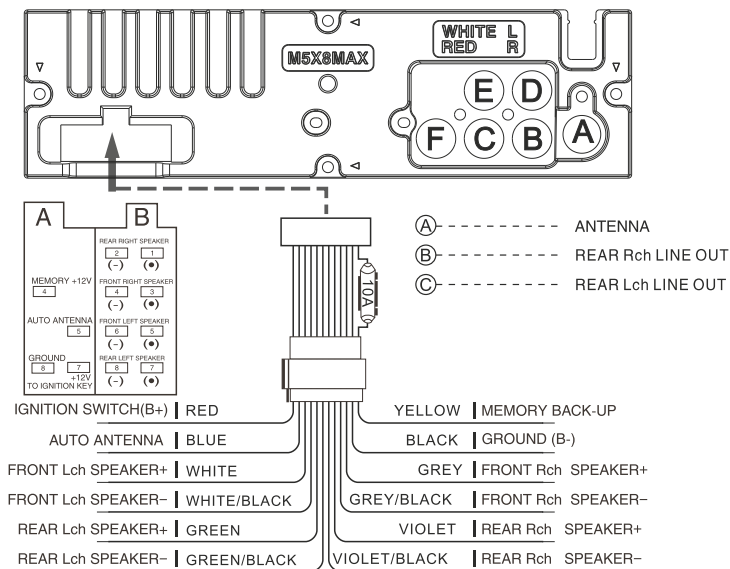 WHITE L
RED R
M5X8MAX
E D
F C B A
10A
A B
REAR RIGHT SPEAKER
2 1
(-) (•)
MEMORY +12V
4
FRONT RIGHT SPEAKER
4 3
(-) (•)
AUTO ANTENNA
5
FRONT LEFT SPEAKER
6 5
(-) (•)
GROUND
8 7
+12V
TO IGNITION KEY
REAR LEFT SPEAKER
8 7
(-) (•)
A ANTENNA
B REAR Rch LINE OUT
C REAR Lch LINE OUT
IGNITION SWITCH(B+) RED
AUTO ANTENNA BLUE
FRONT Lch SPEAKER+ WHITE
FRONT Lch SPEAKER− WHITE/BLACK
REAR Lch SPEAKER+ GREEN
REAR Lch SPEAKER− GREEN/BLACK
YELLOW MEMORY BACK-UP
BLACK GROUND (B-)
GREY FRONT Rch SPEAKER+
GREY/BLACK FRONT Rch SPEAKER−
VIOLET REAR Rch SPEAKER+
VIOLET/BLACK REAR Rch SPEAKER−